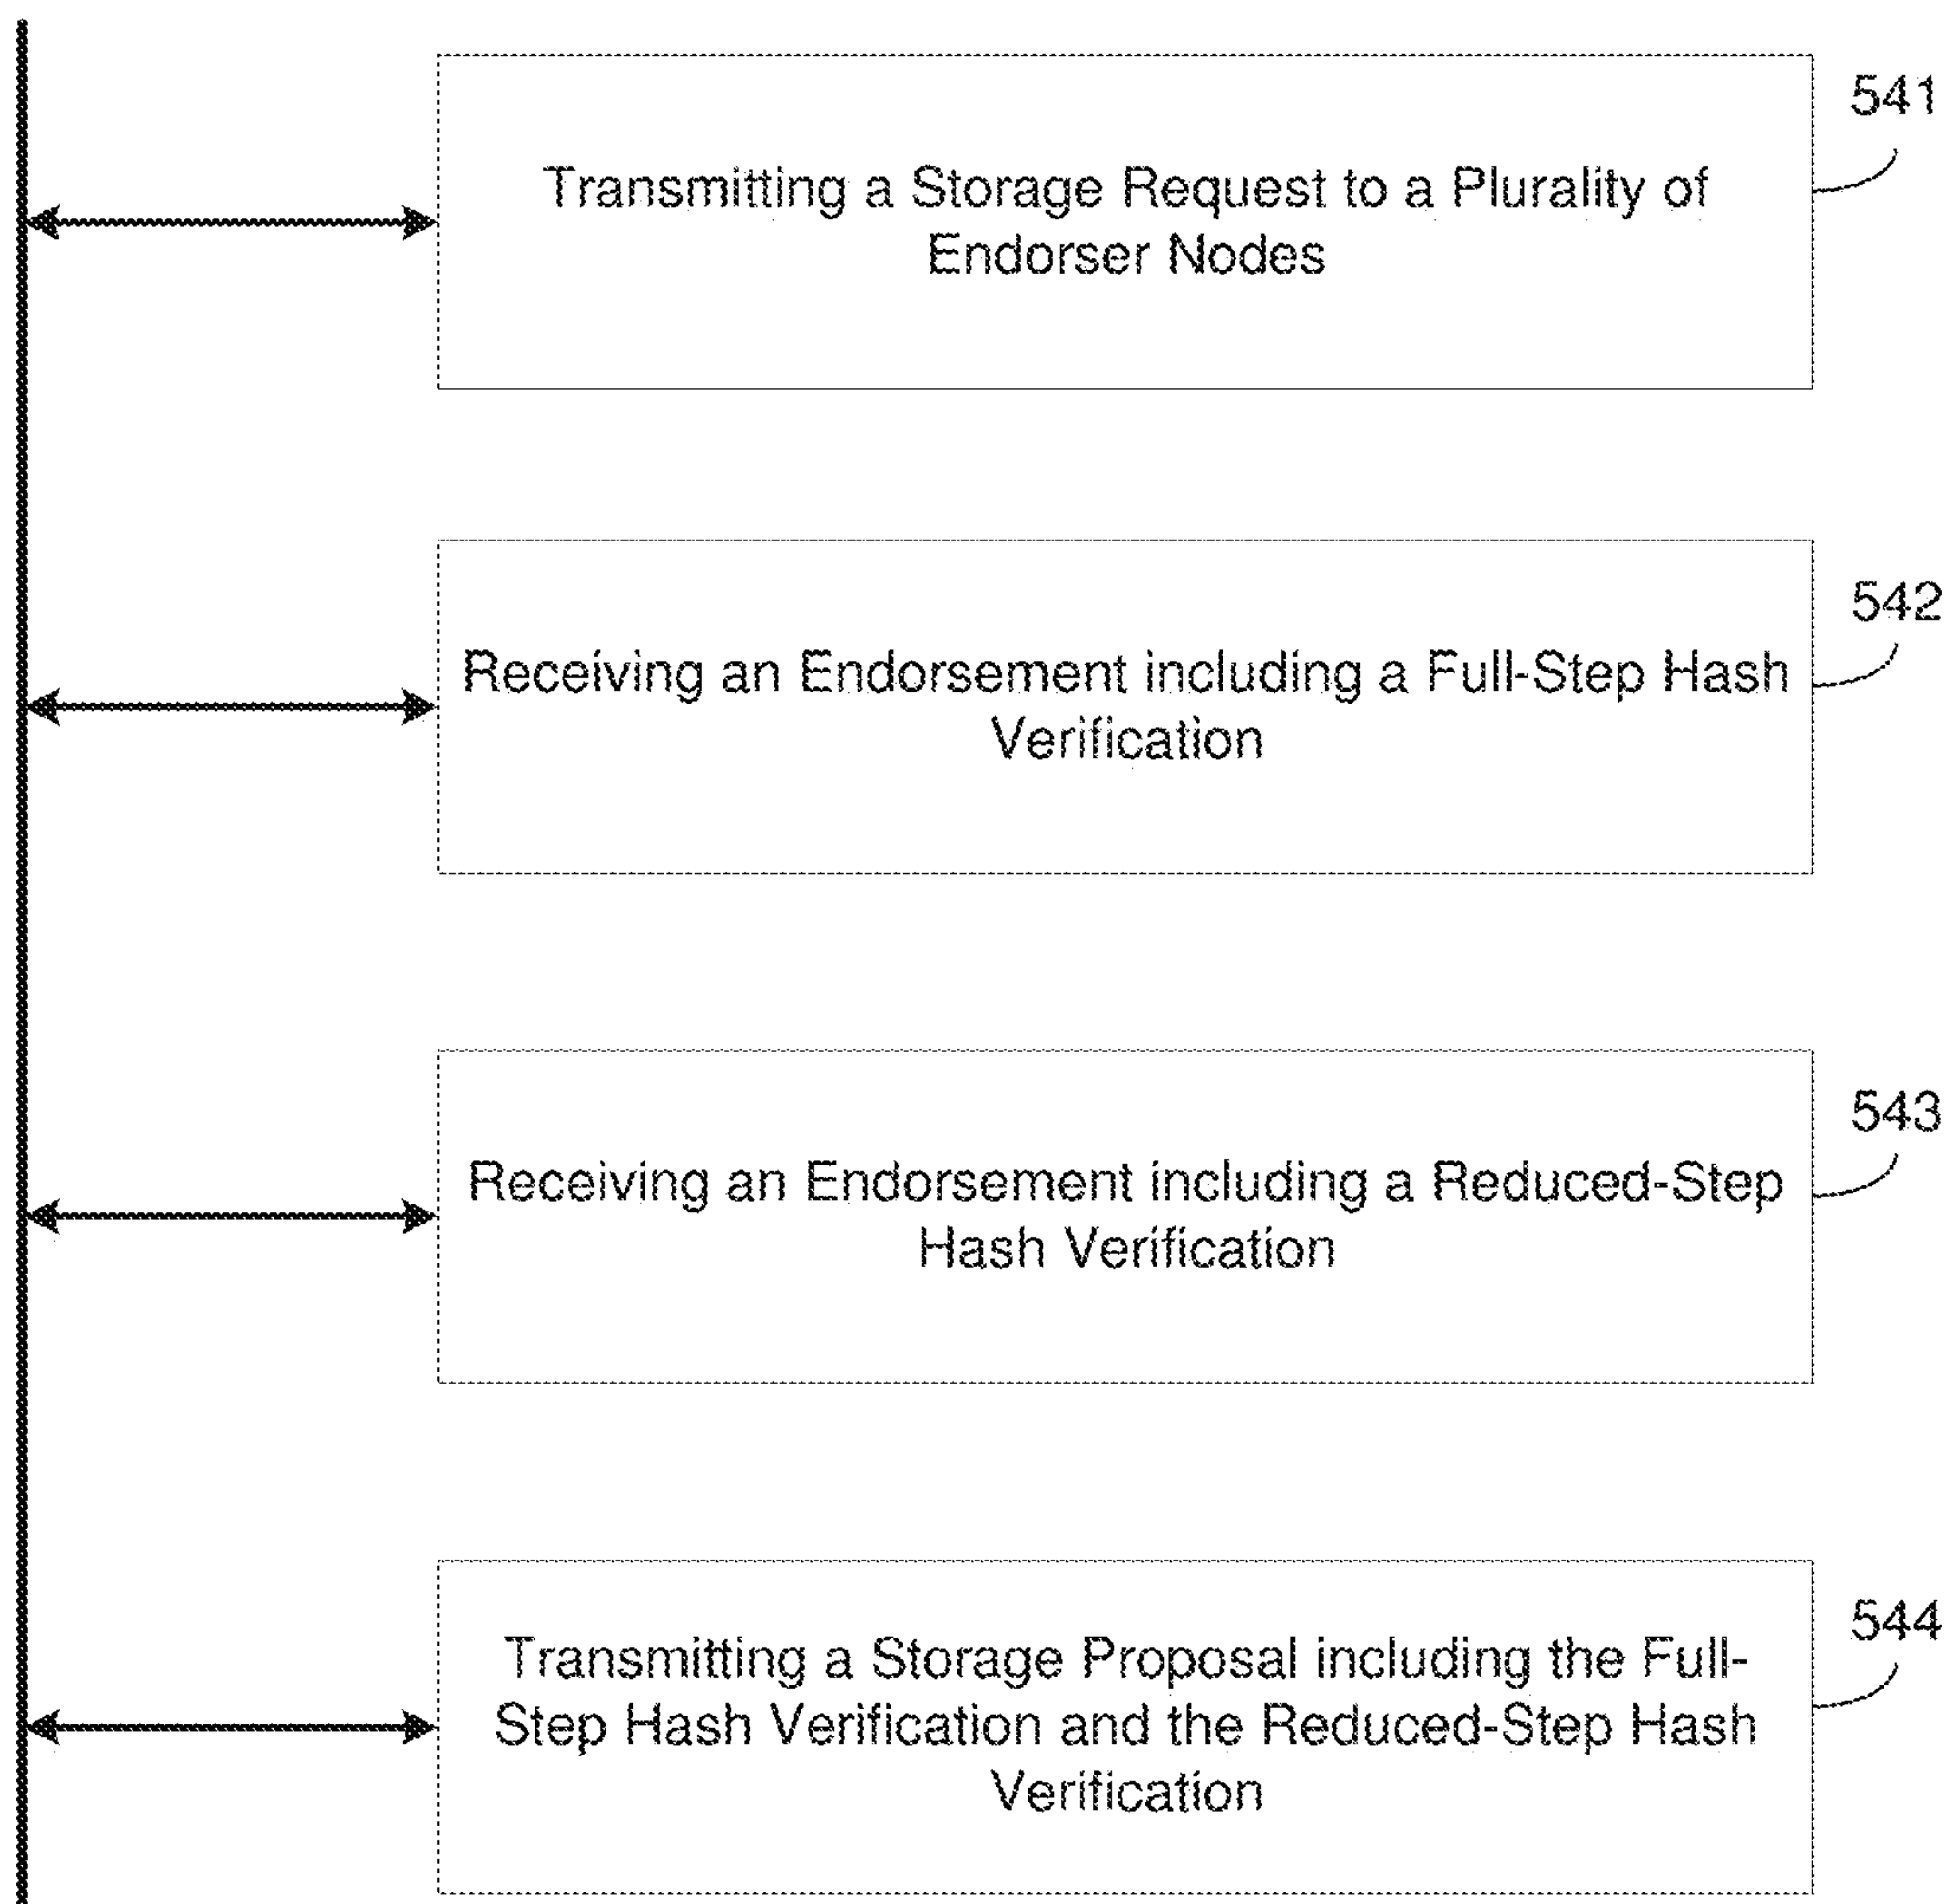 541
Transmitting a Storage Request to a Plurality of
Endorser Nodes
542
Receiving an Endorsement including a Full-Step Hash
Verification
543
Receiving an Endorsement including a Reduced-Step
Hash Verification
544
Transmitting a Storage Proposal including the Full-
Step Hash Verification and the Reduced-Step Hash
Verification